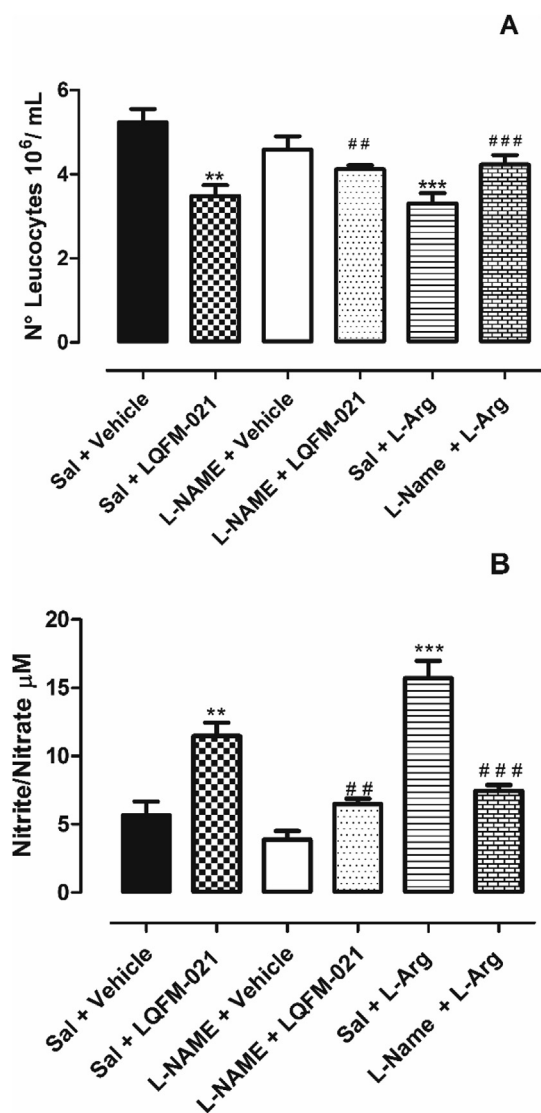 A
N° Leucocytes 10⁶/ mL
6
4
2
0
**
##
***
###
Sal + Vehicle
Sal + LQFM-021
L-NAME + Vehicle
L-NAME + LQFM-021
Sal + L-Arg
L-Name + L-Arg
B
Nitrite/Nitrate μM
20
15
10
5
0
**
# #
***
# # #
Sal + Vehicle
Sal + LQFM-021
L-NAME + Vehicle
L-NAME + LQFM-021
Sal + L-Arg
L-Name + L-Arg